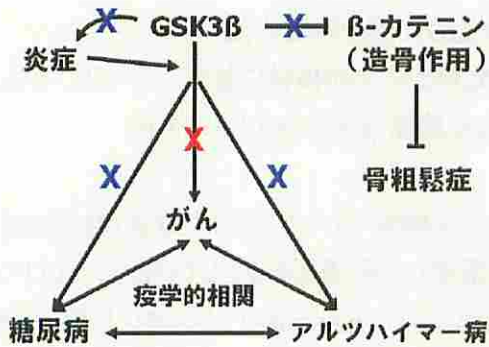 X GSK3ß X ß-カテニン
炎症 (造骨作用)
X
X X
骨粗鬆症
がん
疫学的相関
糖尿病 アルツハイマー病